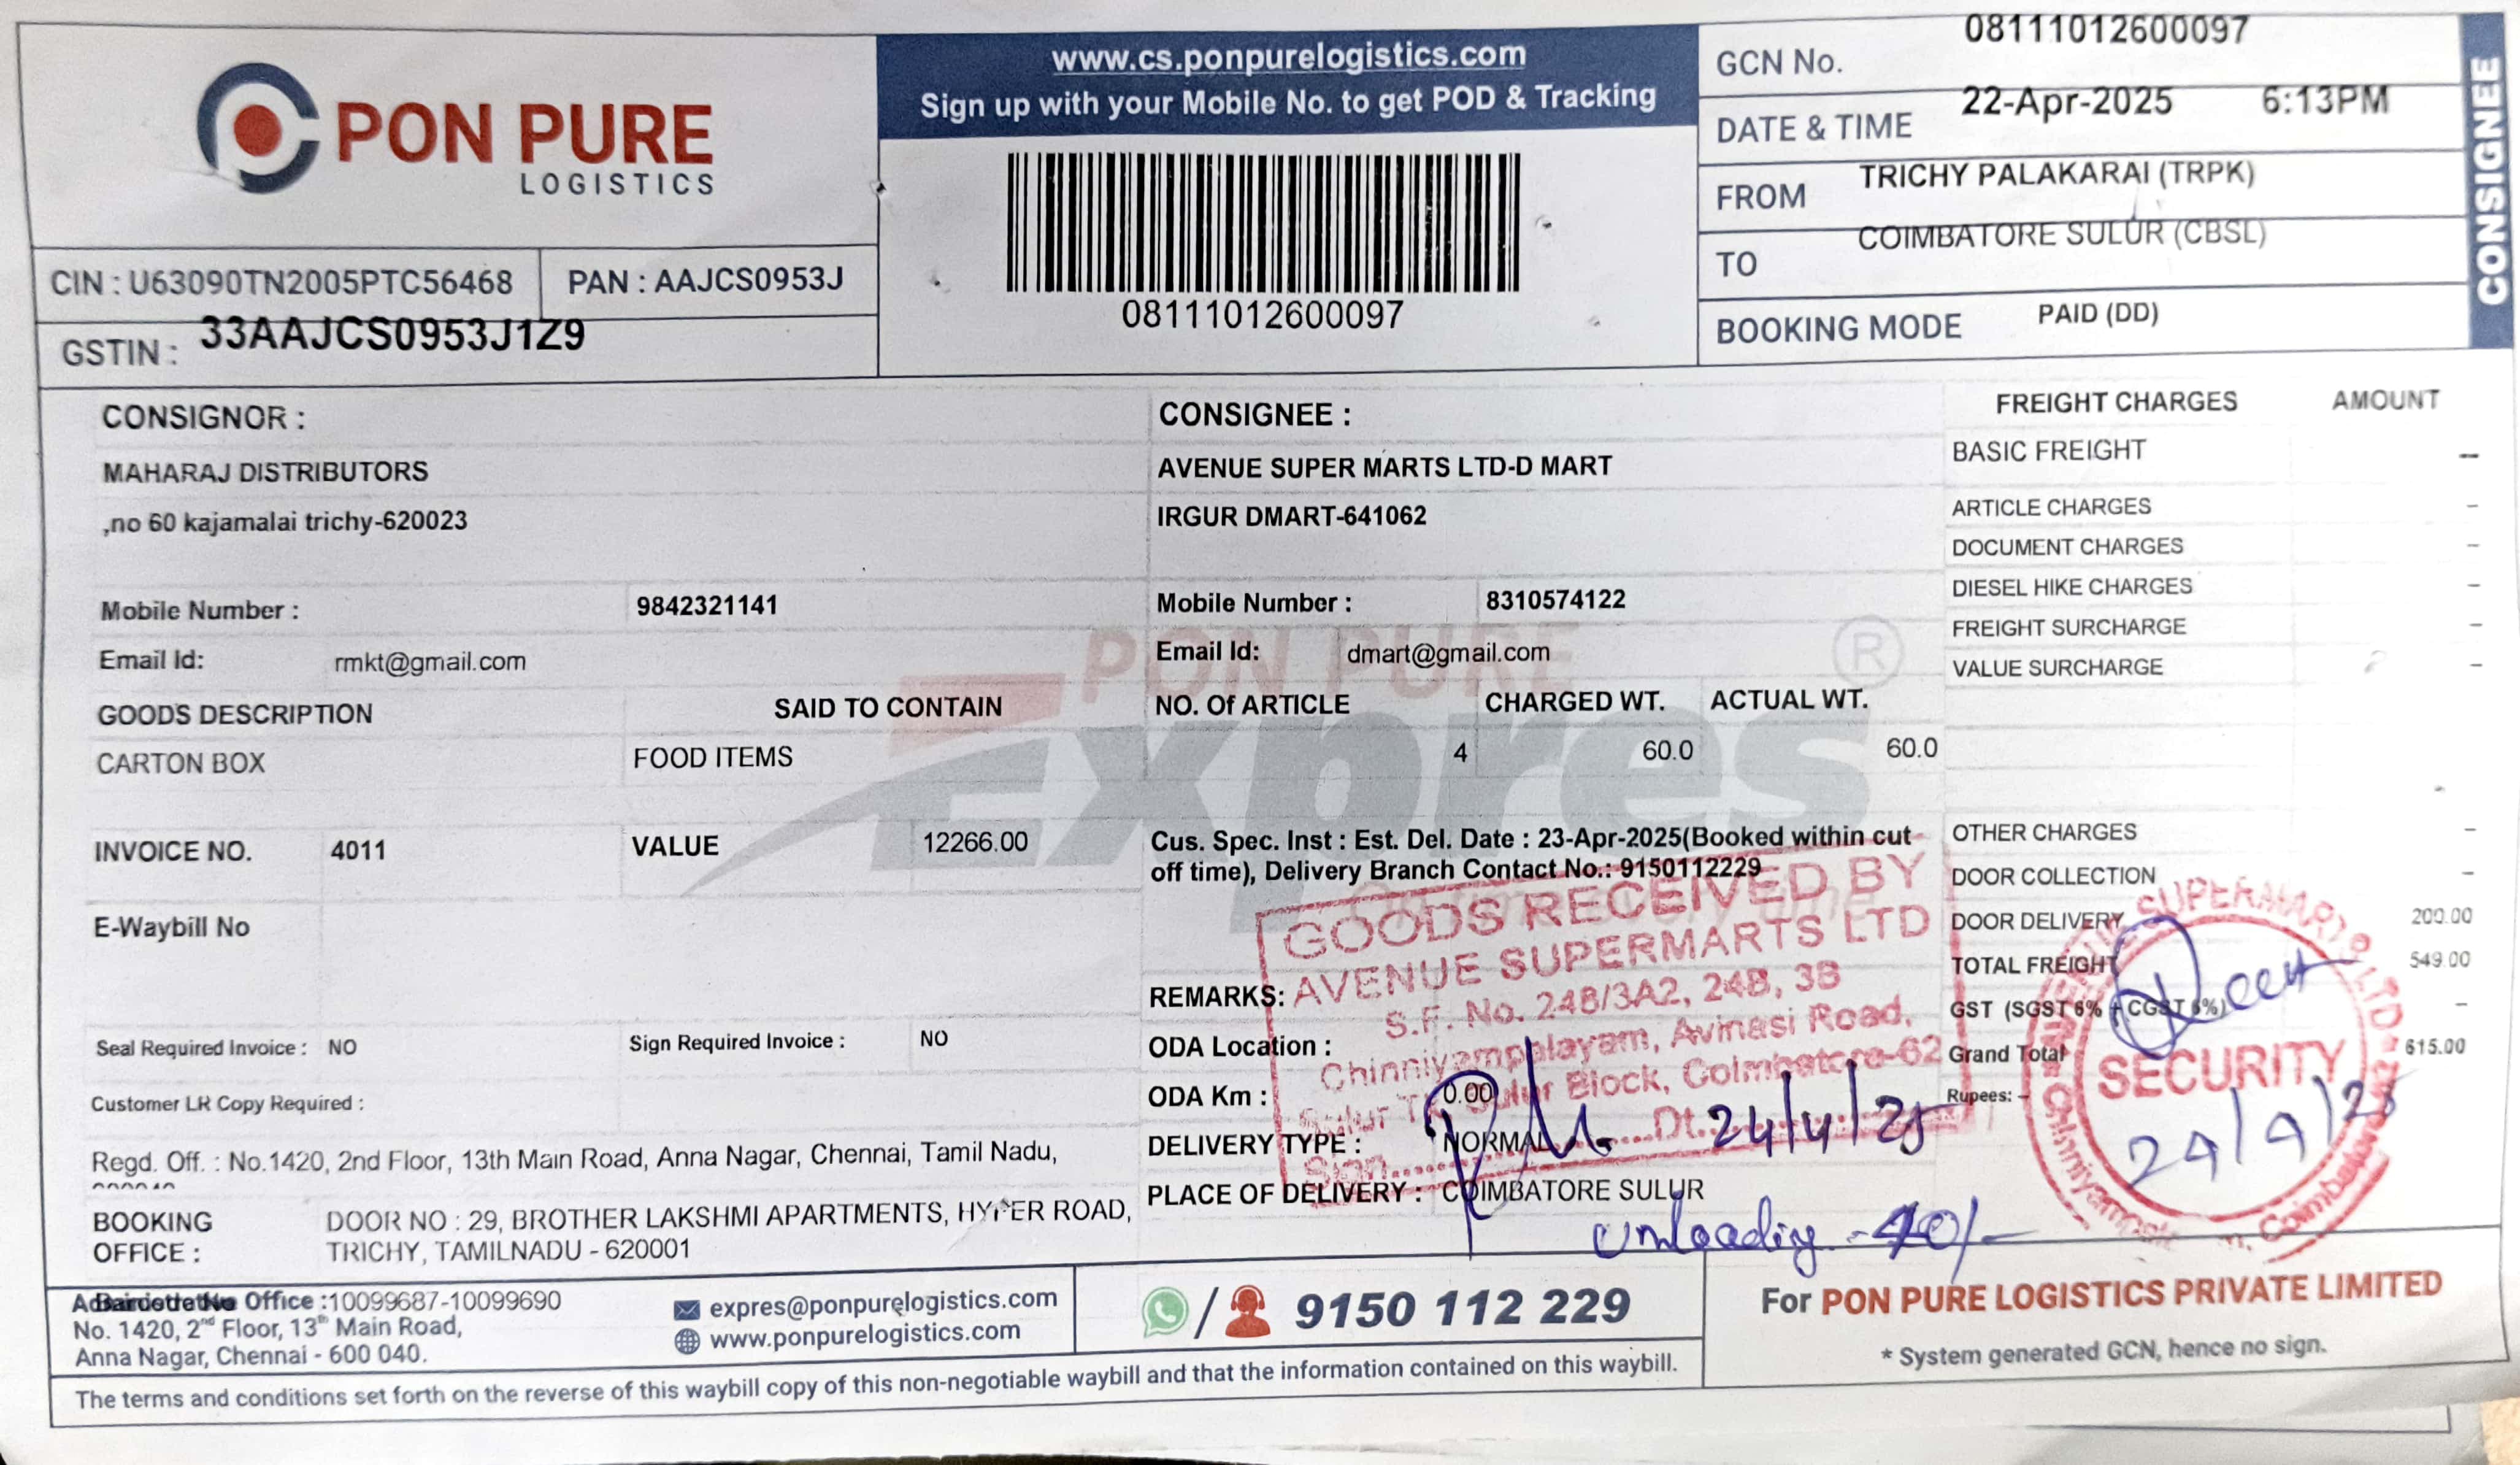 PON PURE
LOGISTICS
www.cs.ponpurelogistics.com
Sign up with your Mobile No. to get POD & Tracking
08111012600097
GCN No. 08111012600097
DATE & TIME 22-Apr-2025 6:13PM
FROM TRICHY PALAKARAI (TRPK)
TO COIMBATORE SULUR (CBSL)
BOOKING MODE PAID (DD)
CONSIGNEE
CIN : U63090TN2005PTC56468 PAN : AAJCS0953J
GSTIN : 33AAJCS0953J1Z9
CONSIGNOR :
MAHARAJ DISTRIBUTORS
,no 60 kajamalai trichy-620023
Mobile Number : 9842321141
Email Id: rmkt@gmail.com
CONSIGNEE :
AVENUE SUPER MARTS LTD-D MART
IRGUR DMART-641062
Mobile Number : 8310574122
Email Id: dmart@gmail.com
PON PURE
Expres
®
GOODS DESCRIPTION SAID TO CONTAIN NO. Of ARTICLE CHARGED WT. ACTUAL WT.
CARTON BOX FOOD ITEMS 4 60.0 60.0
INVOICE NO. 4011 VALUE 12266.00
E-Waybill No
Seal Required Invoice : NO Sign Required Invoice : NO
Customer LR Copy Required :
Regd. Off. : No.1420, 2nd Floor, 13th Main Road, Anna Nagar, Chennai, Tamil Nadu,
BOOKING OFFICE : DOOR NO : 29, BROTHER LAKSHMI APARTMENTS, HYPER ROAD,
TRICHY, TAMILNADU - 620001
Cus. Spec. Inst : Est. Del. Date : 23-Apr-2025(Booked within cut-
off time), Delivery Branch Contact No.: 9150112229
REMARKS:
ODA Location :
ODA Km : 0.00
DELIVERY TYPE : NORMAL
PLACE OF DELIVERY : COIMBATORE SULUR
GOODS RECEIVED BY
AVENUE SUPERMARTS LTD
S.F. No. 248/3A2, 24B, 3B
Chinniyampalayam, Avinasi Road,
Sulur Tk, Sulur Block, Coimbatore-62
Sign............Dt. 24/4/25
Unloading - 40/-
FREIGHT CHARGES AMOUNT
BASIC FREIGHT --
ARTICLE CHARGES -
DOCUMENT CHARGES -
DIESEL HIKE CHARGES -
FREIGHT SURCHARGE -
VALUE SURCHARGE -
OTHER CHARGES -
DOOR COLLECTION -
DOOR DELIVERY 200.00
TOTAL FREIGHT 549.00
GST (SGST 6% + CGST 6%) -
Grand Total 615.00
Rupees: -
SUPERMARTS LTD
SECURITY
24/4/25
Administrative Office :
Barcode No : 10099687-10099690
No. 1420, 2nd Floor, 13th Main Road,
Anna Nagar, Chennai - 600 040.
expres@ponpurelogistics.com
www.ponpurelogistics.com
/ 9150 112 229
For PON PURE LOGISTICS PRIVATE LIMITED
* System generated GCN, hence no sign.
The terms and conditions set forth on the reverse of this waybill copy of this non-negotiable waybill and that the information contained on this waybill.